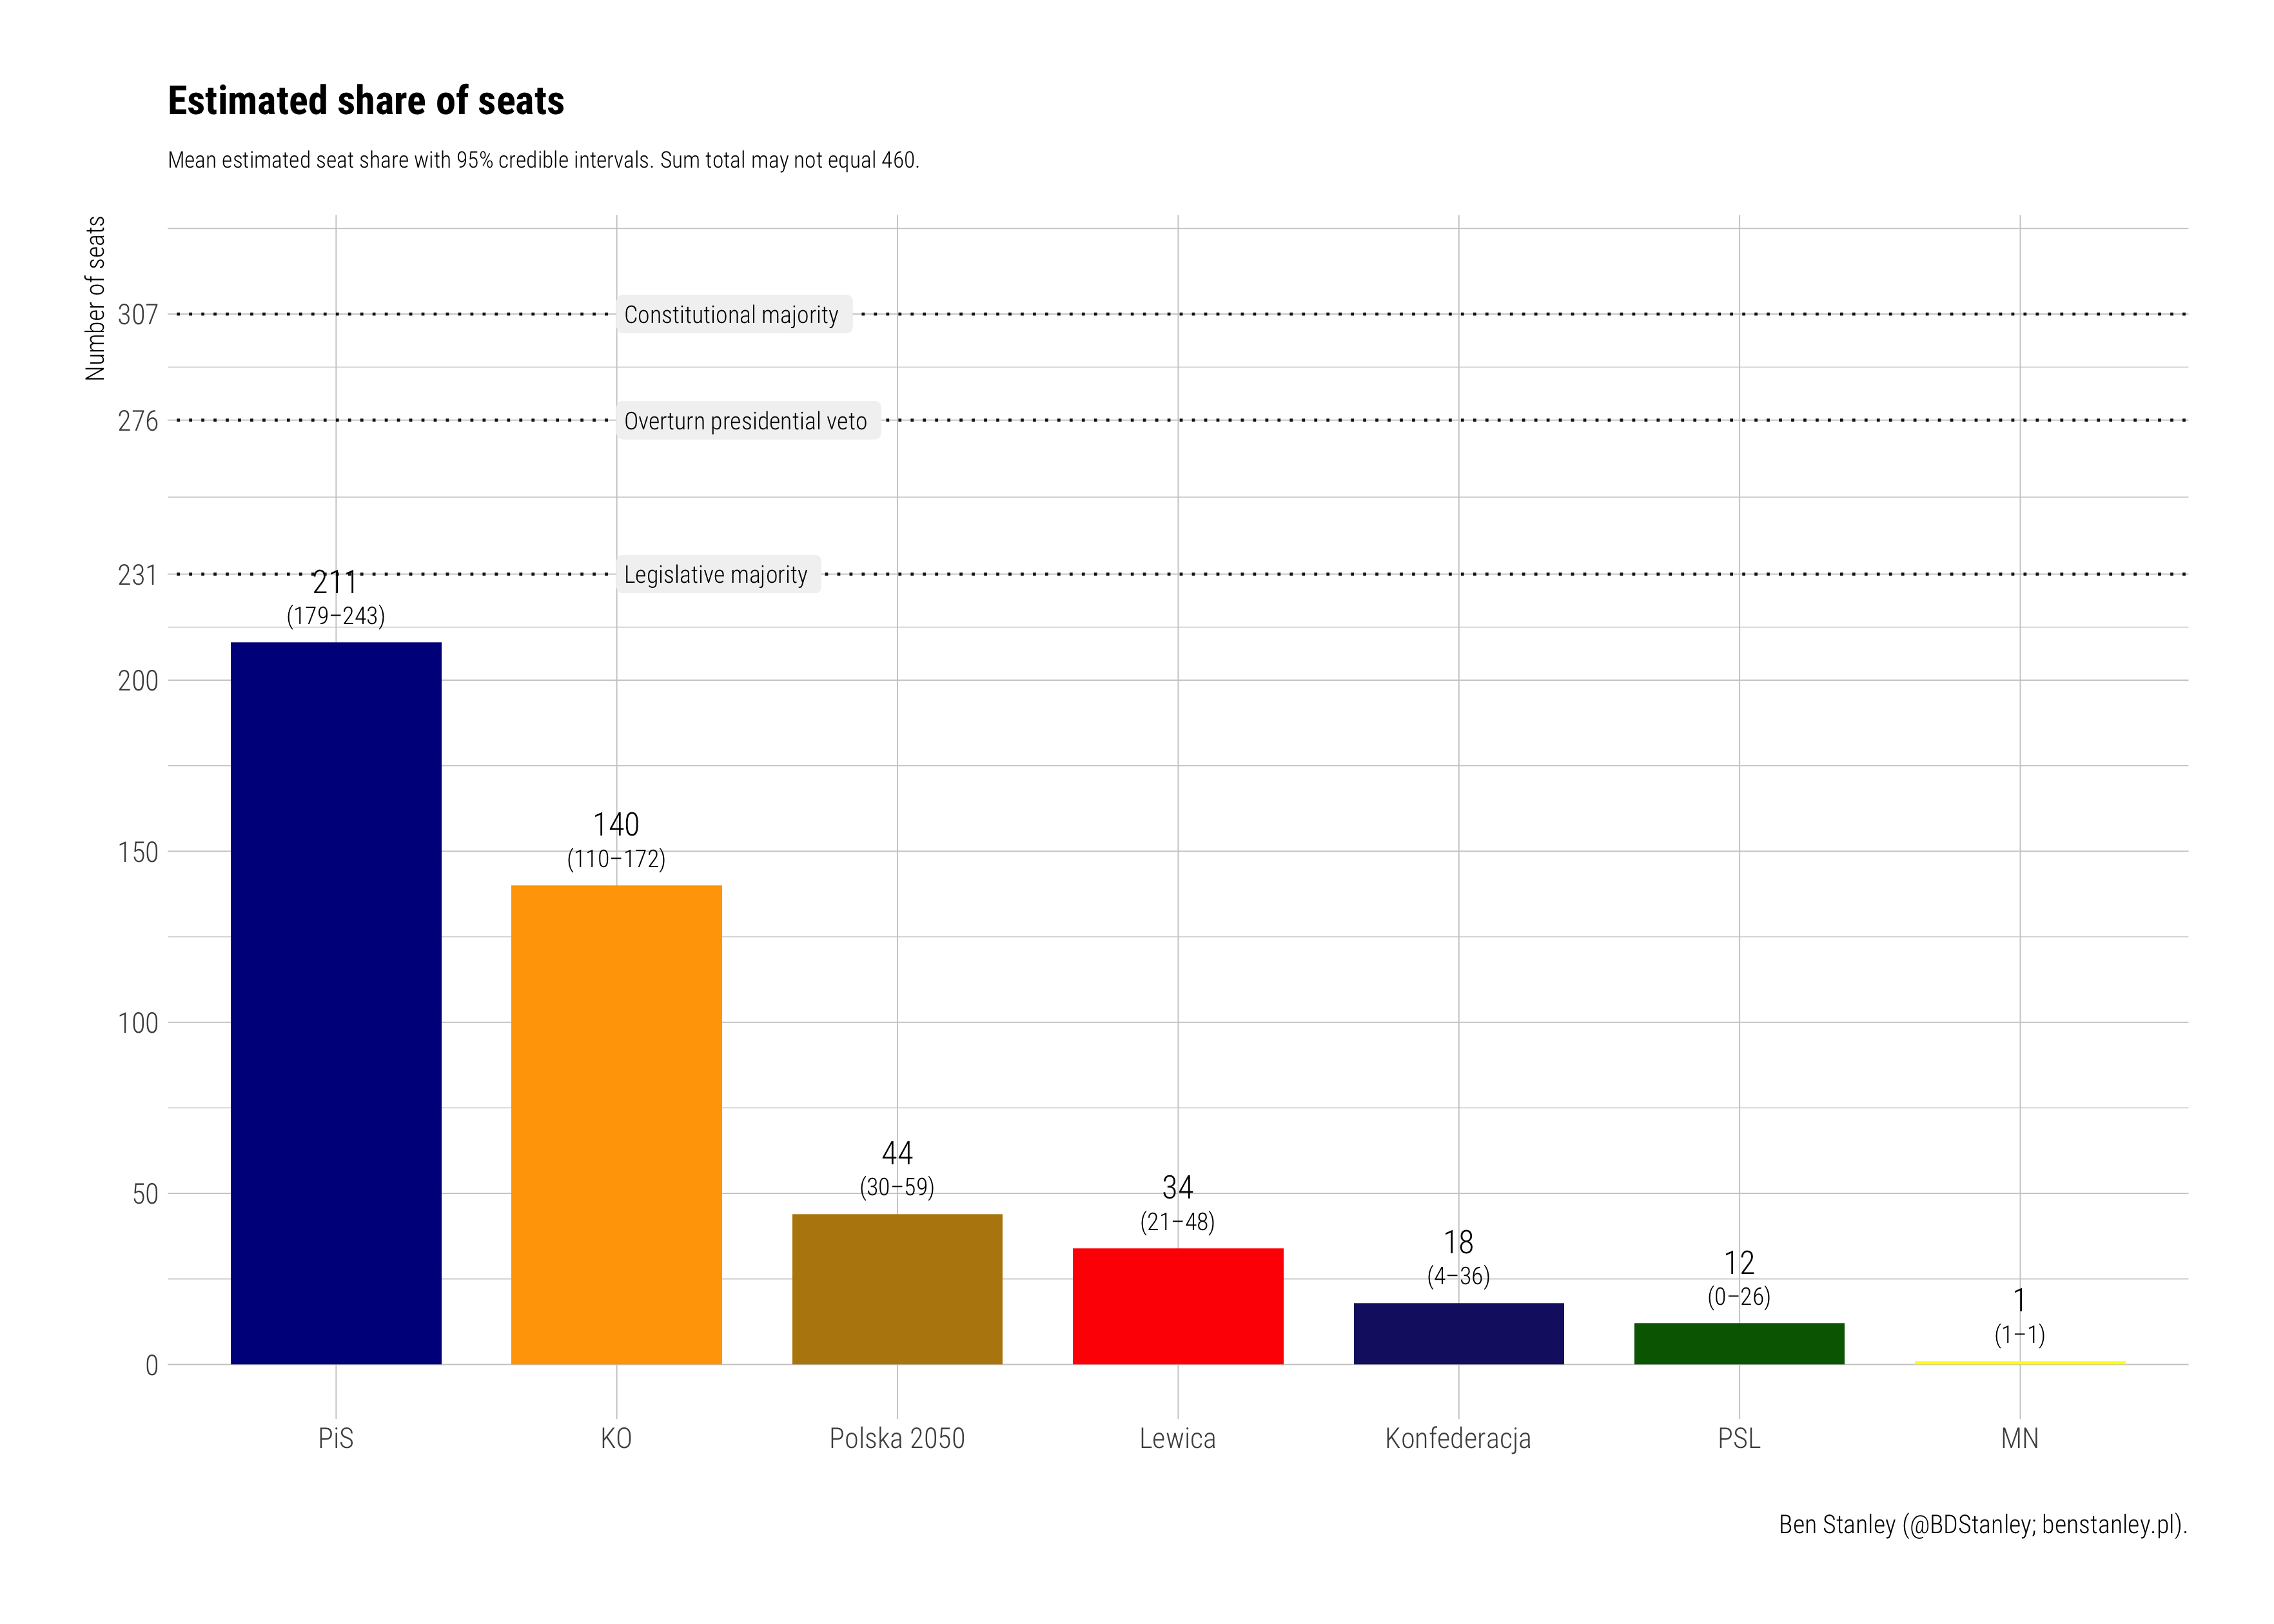 Estimated share of seats
Mean estimated seat share with 95% credible intervals. Sum total may not equal 460.
Number of seats
307
Constitutional majority
276
Overturn presidential veto
231
Legislative majority
211
(179–243)
200
150
140
(110–172)
100
50
44
(30–59)
34
(21–48)
18
(4–36)
12
(0–26)
1
(1–1)
0
PiS
KO
Polska 2050
Lewica
Konfederacja
PSL
MN
Ben Stanley (@BDStanley; benstanley.pl).